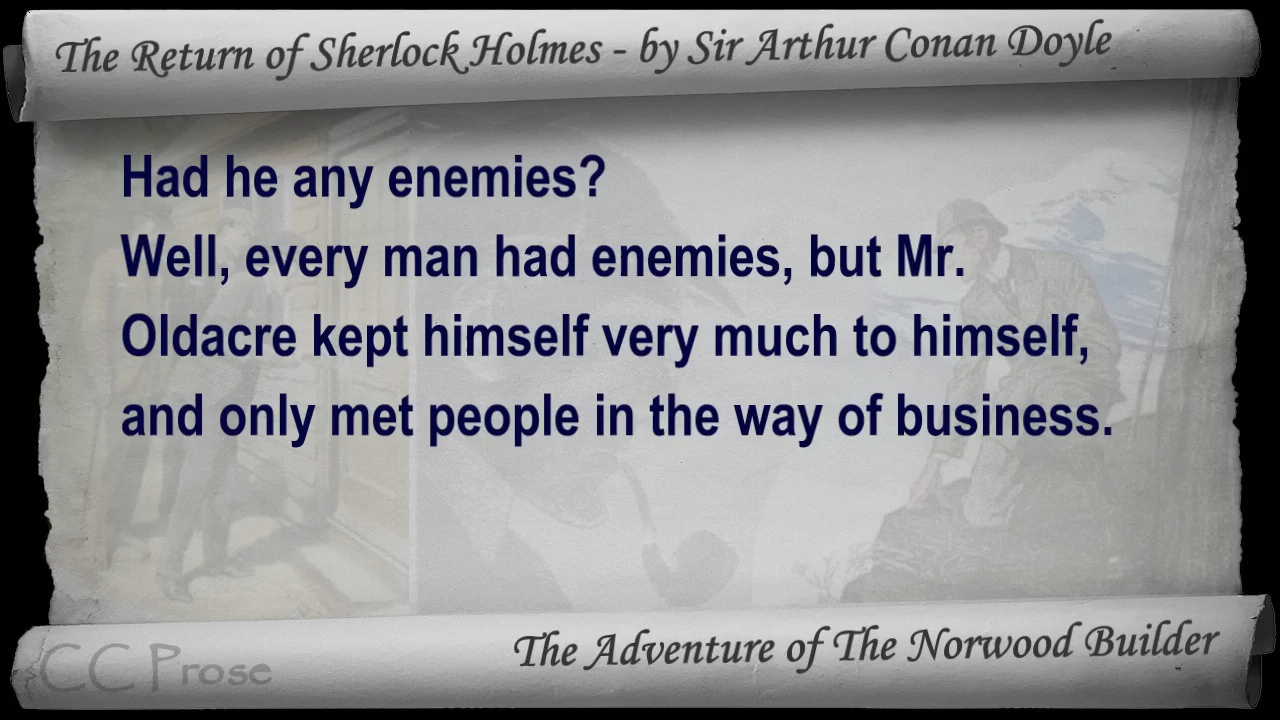 The Return of Sherlock Holmes - by Sir Arthur Conan Doyle
Had he any enemies?
Well, every man had enemies, but Mr.
Oldacre kept himself very much to himself,
and only met people in the way of business.
The Adventure of The Norwood Builder
CC Prose